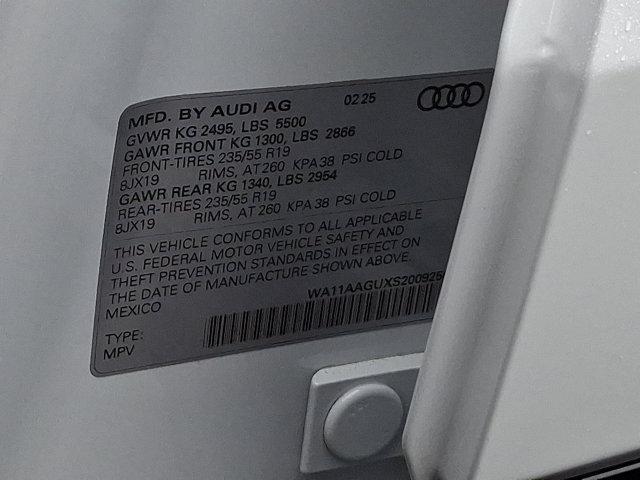 MFD. BY AUDI AG 02.25
GVWR KG 2495, LBS 5500
GAWR FRONT KG 1300, LBS 2866
FRONT-TIRES 235/55 R19
8JX19 RIMS, AT 260 KPA 38 PSI COLD
GAWR REAR KG 1340, LBS 2954
REAR-TIRES 235/55 R19
8JX19 RIMS, AT 260 KPA 38 PSI COLD
THIS VEHICLE CONFORMS TO ALL APPLICABLE
U.S. FEDERAL MOTOR VEHICLE SAFETY AND
THEFT PREVENTION STANDARDS IN EFFECT ON
THE DATE OF MANUFACTURE SHOWN ABOVE.
MEXICO WA11AAGUXS200925
TYPE:
MPV